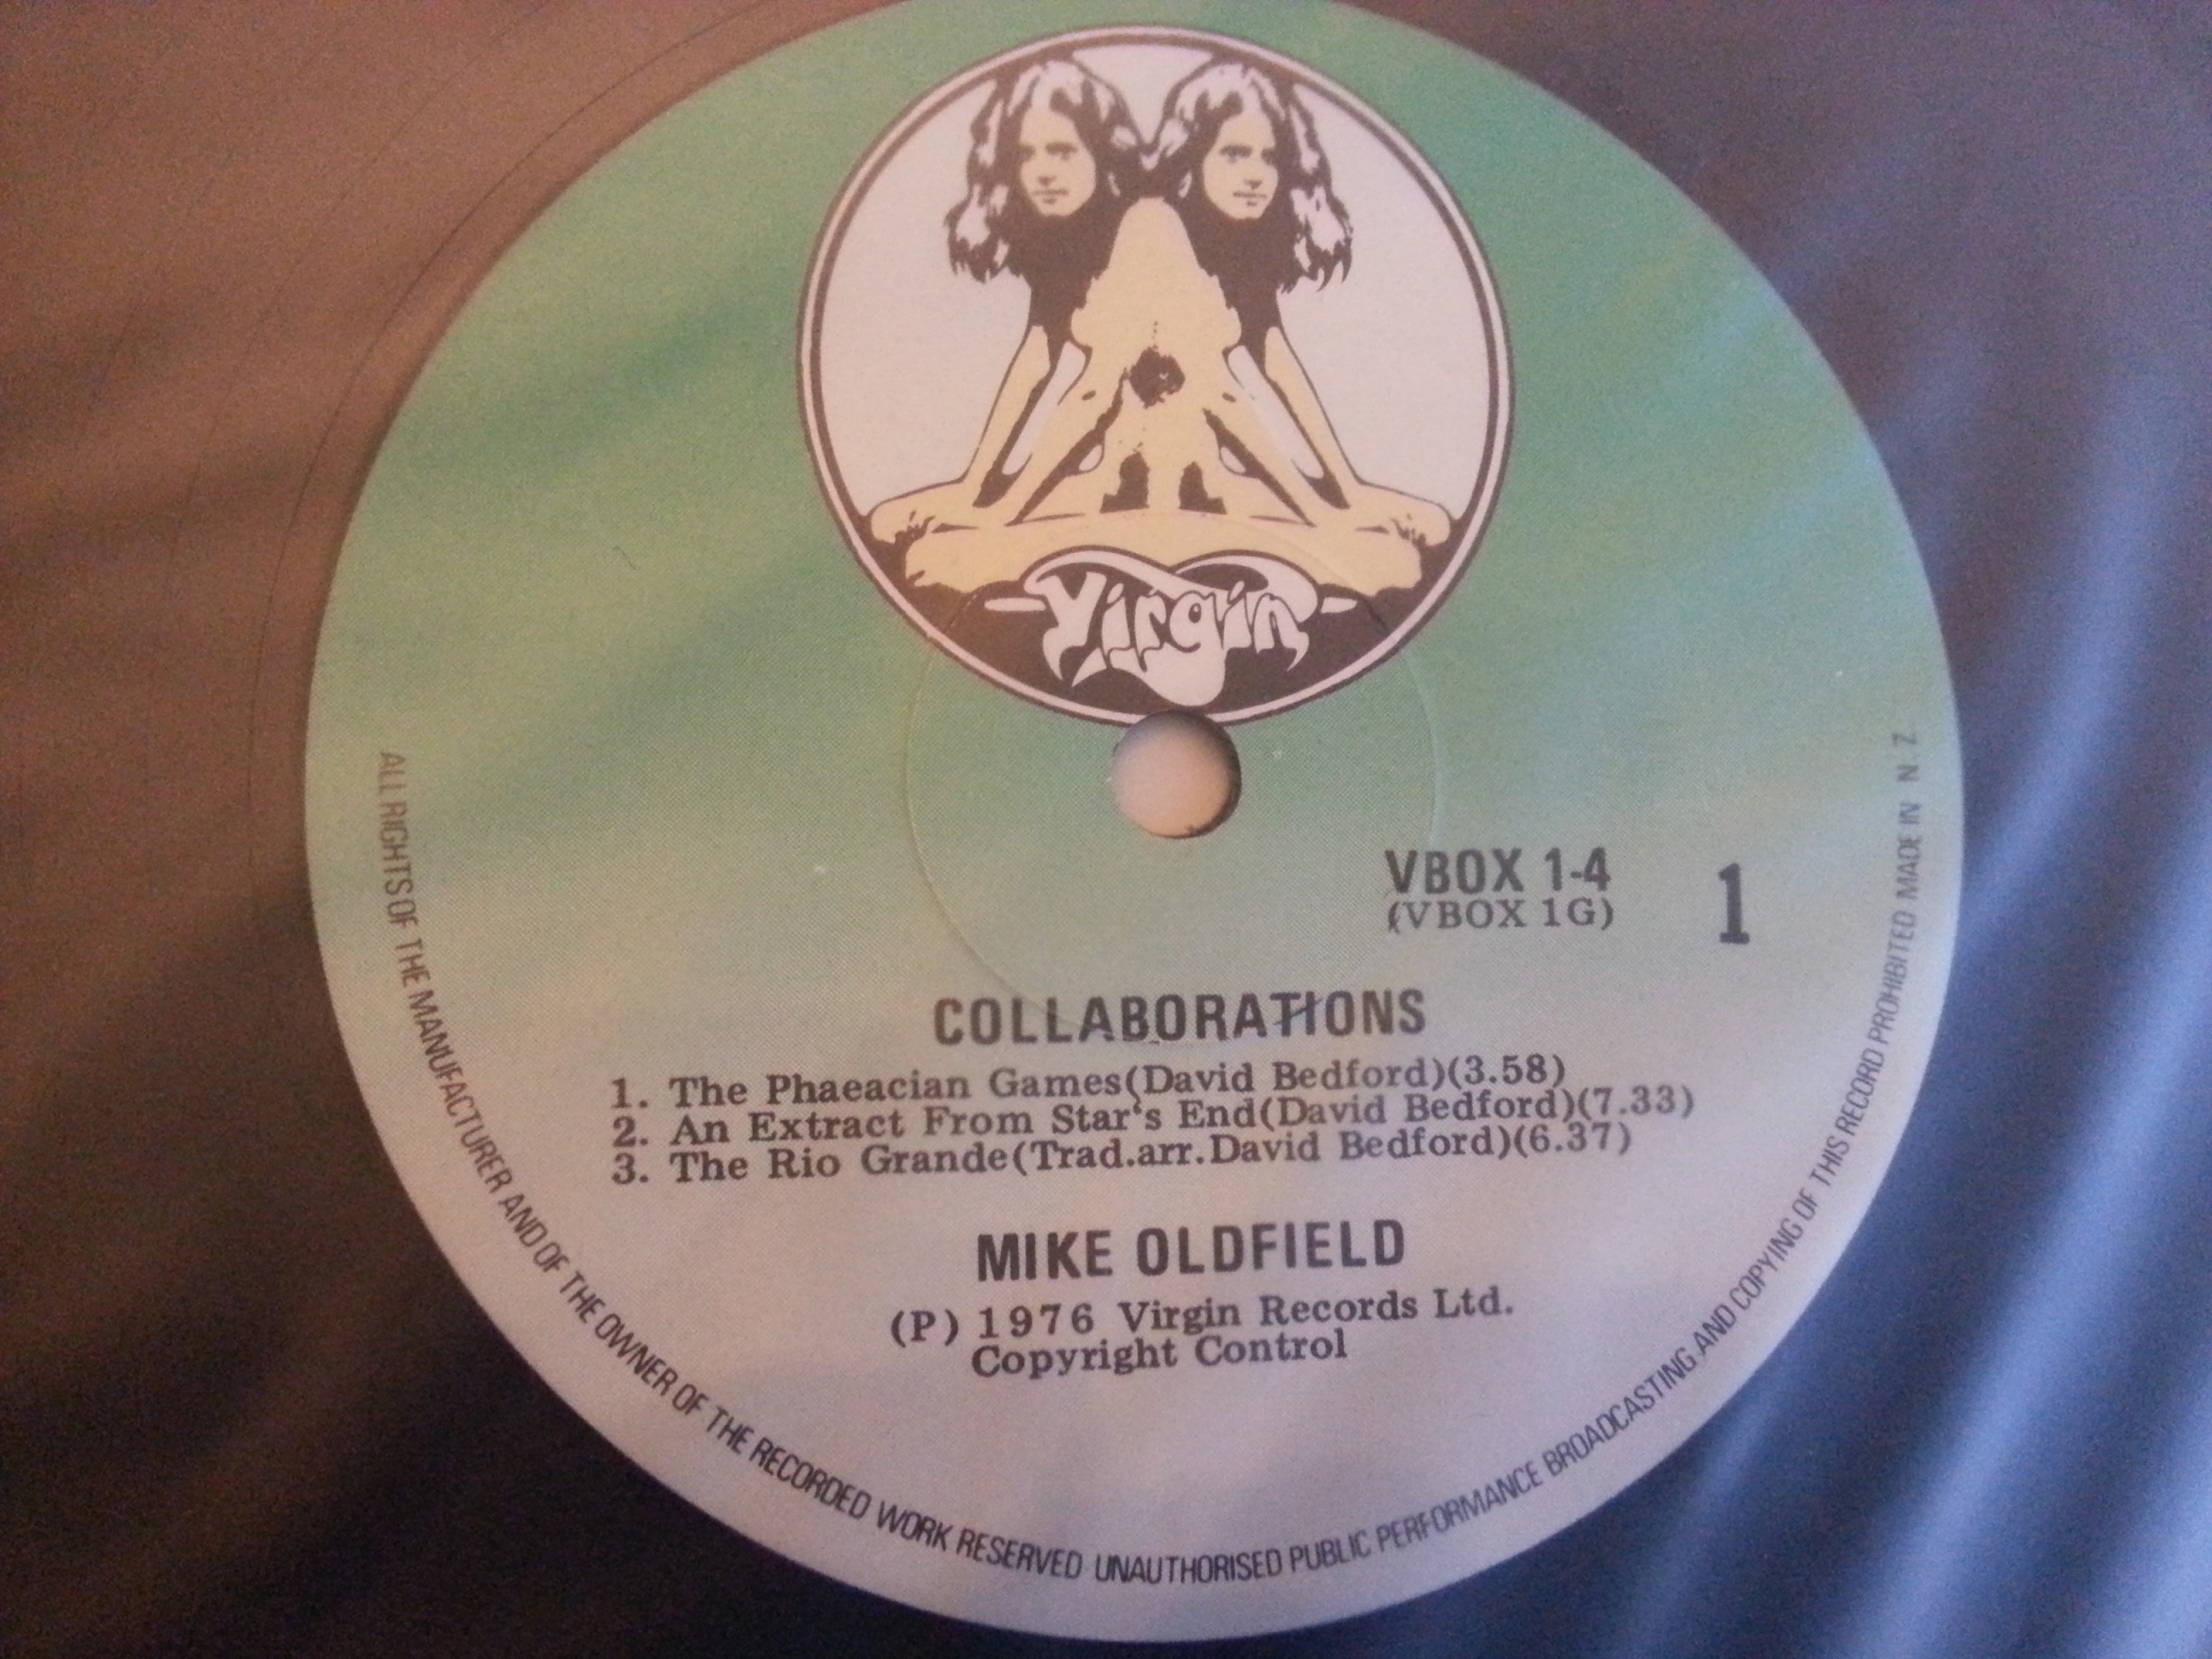 Virgin
VBOX 1-4
(VBOX 1G)
1
COLLABORATIONS
1. The Phaeacian Games(David Bedford)(3.58)
2. An Extract From Star's End(David Bedford)(7.33)
3. The Rio Grande(Trad.arr.David Bedford)(6.37)
MIKE OLDFIELD
(P) 1976 Virgin Records Ltd.
Copyright Control
ALL RIGHTS OF THE MANUFACTURER AND OF THE OWNER OF THE RECORDED WORK RESERVED UNAUTHORISED PUBLIC PERFORMANCE BROADCASTING AND COPYING OF THIS RECORD PROHIBITED MADE IN N Z